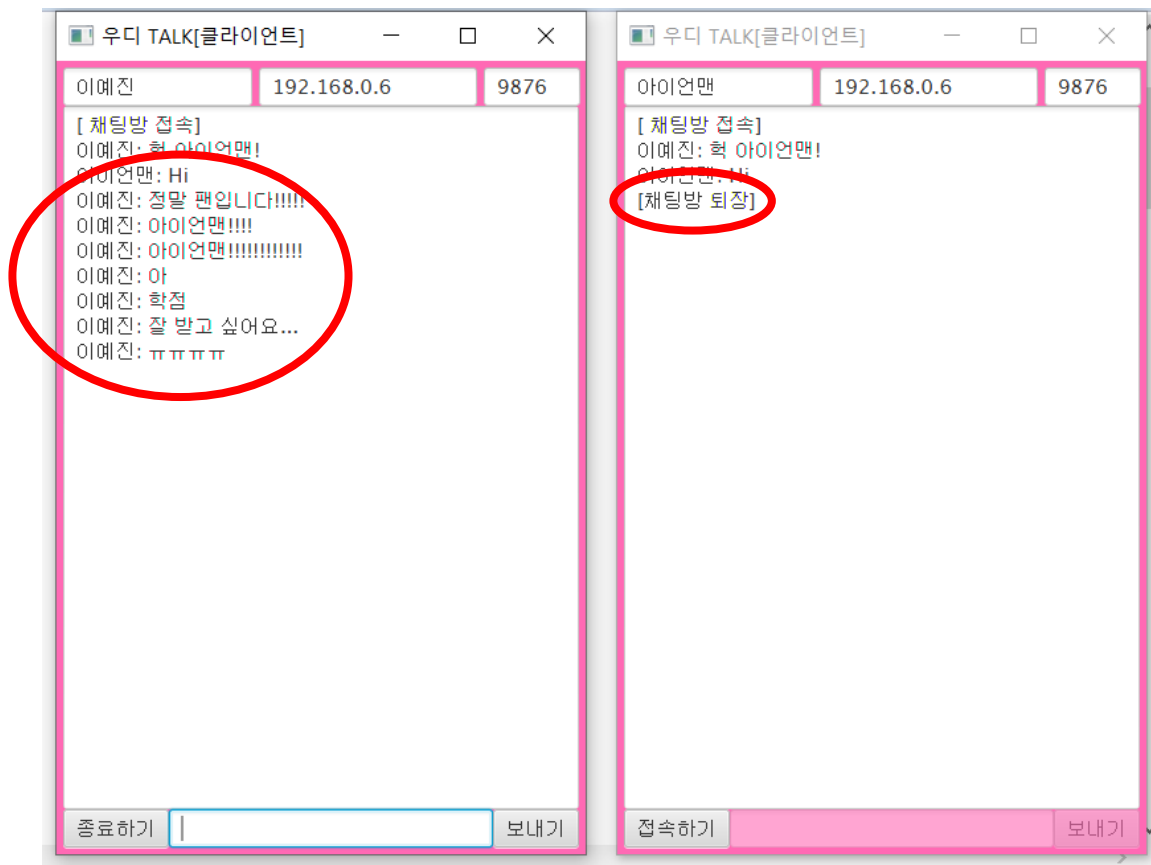 우디 TALK[클라이언트]
이예진 192.168.0.6 9876
[ 채팅방 접속]
이예진: 헉 아이언맨!
아이언맨: Hi
이예진: 정말 팬입니다!!!!!
이예진: 아이언맨!!!!
이예진: 아이언맨!!!!!!!!!!!!
이예진: 아
이예진: 학점
이예진: 잘 받고 싶어요...
이예진: ㅠㅠㅠㅠ
종료하기 보내기
우디 TALK[클라이언트]
아이언맨 192.168.0.6 9876
[ 채팅방 접속]
이예진: 헉 아이언맨!
아이언맨: Hi
[채팅방 퇴장]
접속하기 보내기